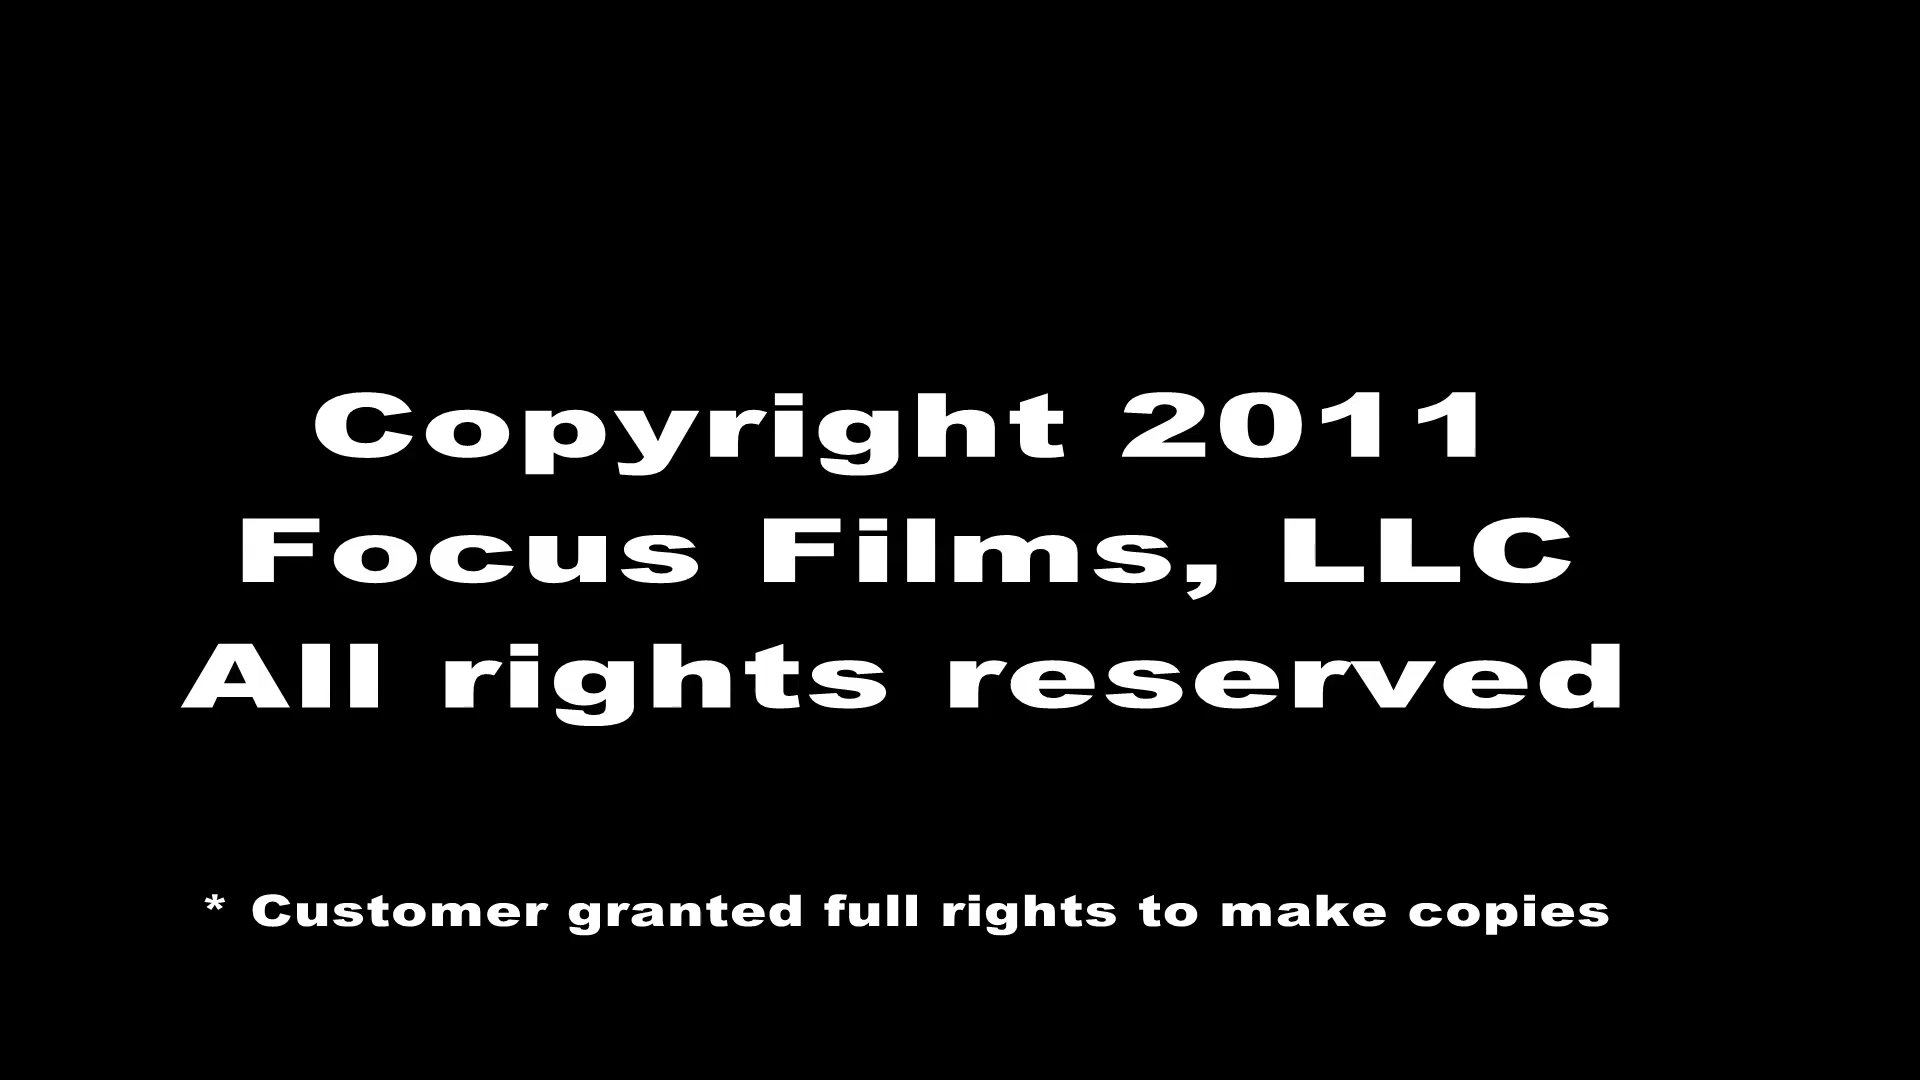 Copyright 2011
Focus Films, LLC
All rights reserved
* Customer granted full rights to make copies